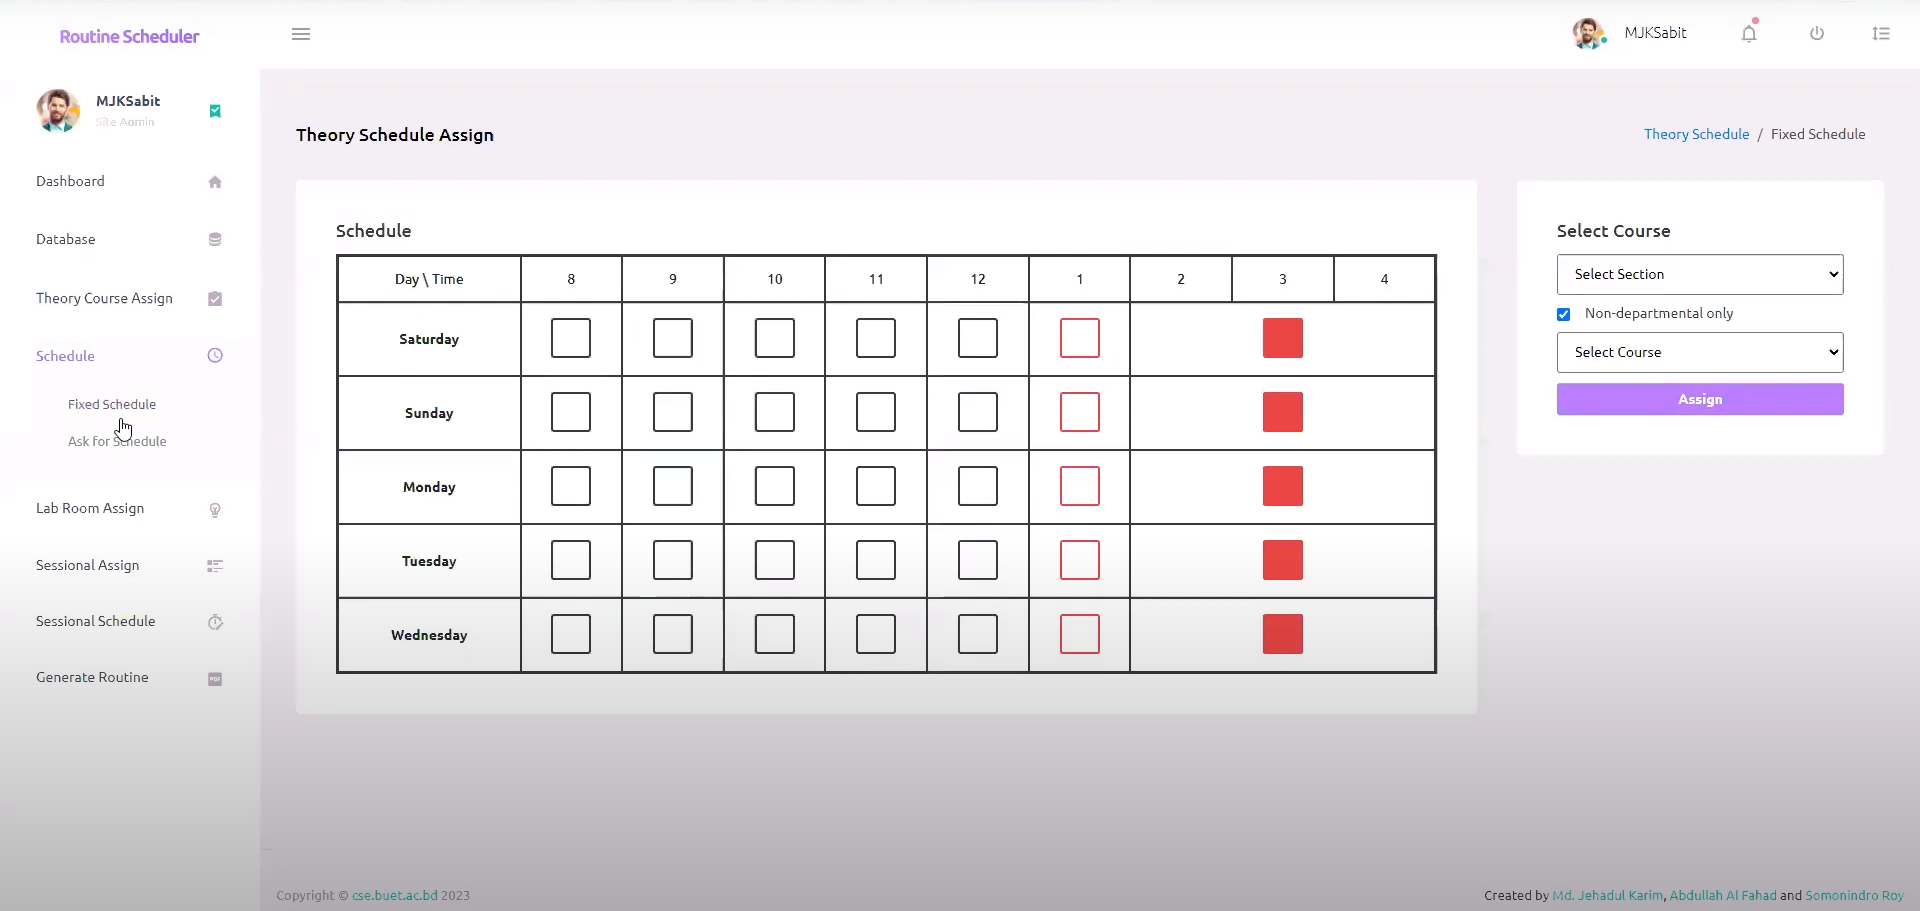 Routine Scheduler
MJKSabit
MJKSabit
Site Admin
Dashboard
Database
Theory Course Assign
Schedule
Fixed Schedule
Ask for Schedule
Lab Room Assign
Sessional Assign
Sessional Schedule
Generate Routine
PDF
Theory Schedule Assign
Theory Schedule / Fixed Schedule
Schedule
Day \ Time 8 9 10 11 12 1 2 3 4
Saturday
Sunday
Monday
Tuesday
Wednesday
Select Course
Select Section
Non-departmental only
Select Course
Assign
Copyright © cse.buet.ac.bd 2023
Created by Md. Jehadul Karim, Abdullah Al Fahad and Somonindro Roy